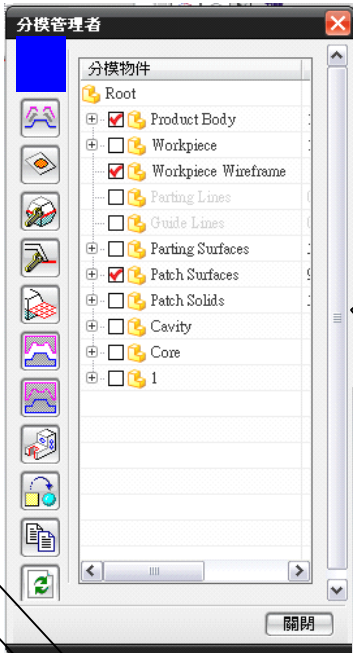 分模管理者
分模物件
Root
Product Body
Workpiece
Workpiece Wireframe
Parting Lines
Guide Lines
Parting Surfaces
Patch Surfaces
Patch Solids
Cavity
Core
1
關閉